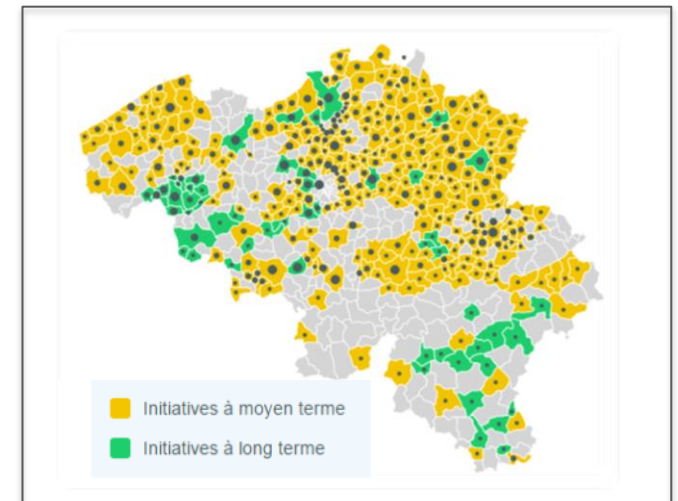 Initiatives à moyen terme
Initiatives à long terme